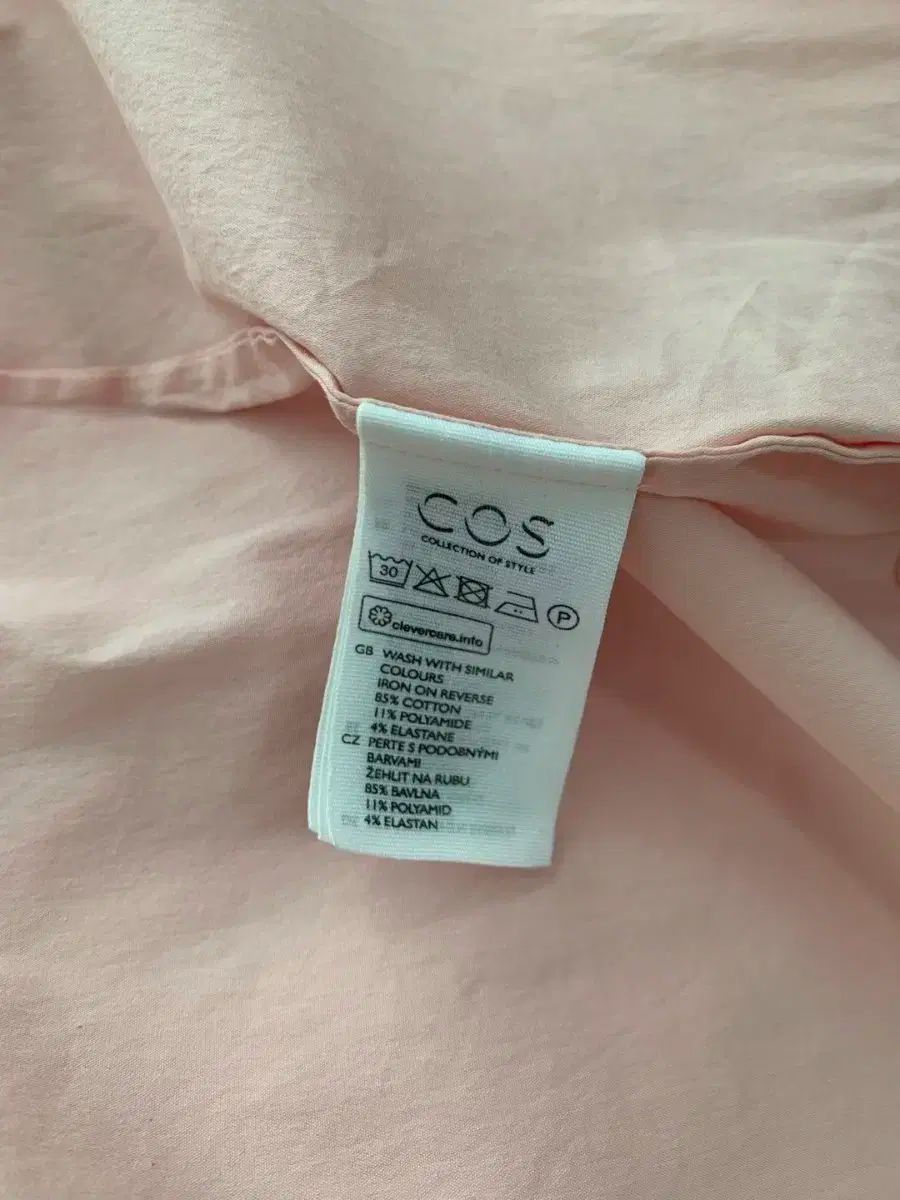 COS
COLLECTION OF STYLE
30
P
clevercare.info
GB WASH WITH SIMILAR
COLOURS
IRON ON REVERSE
85% COTTON
11% POLYAMIDE
4% ELASTANE
CZ PERTE S PODOBNÝMI
BARVAMI
ŽEHLIT NA RUBU
85% BAVLNA
11% POLYAMID
4% ELASTAN